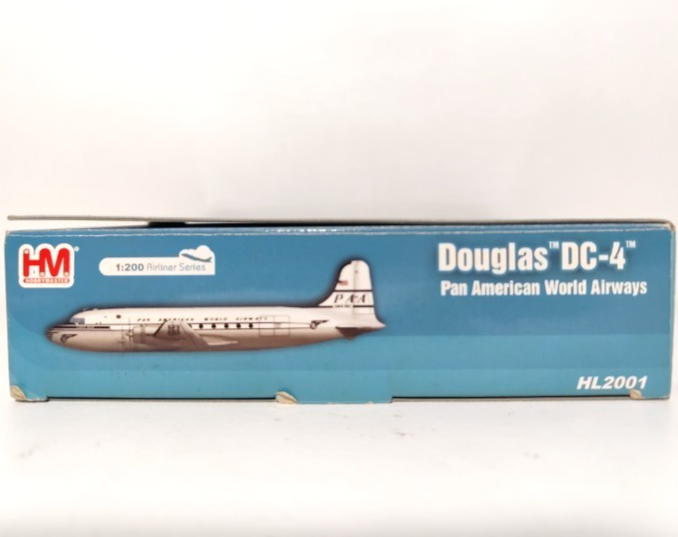 HM®
HOBBYMASTER
1:200 Airliner Series
Douglas™ DC-4™
Pan American World Airways
PAN AMERICAN WORLD AIRWAYS
PAA
HL2001